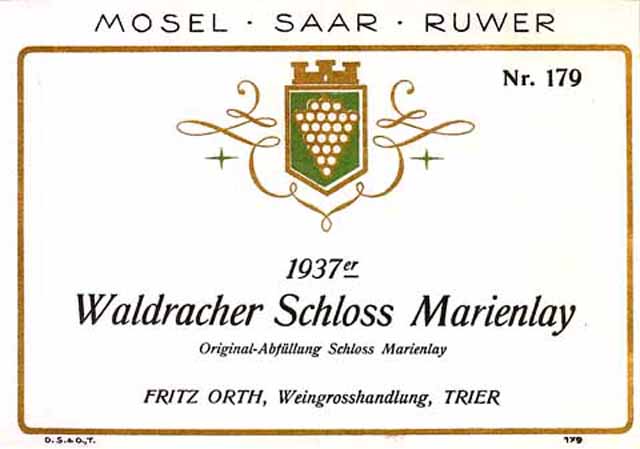 MOSEL · SAAR · RUWER
Nr. 179
1937er
Waldracher Schloss Marienlay
Original-Abfüllung Schloss Marienlay
FRITZ ORTH, Weingrosshandlung, TRIER
D.S.&O.,T.
179